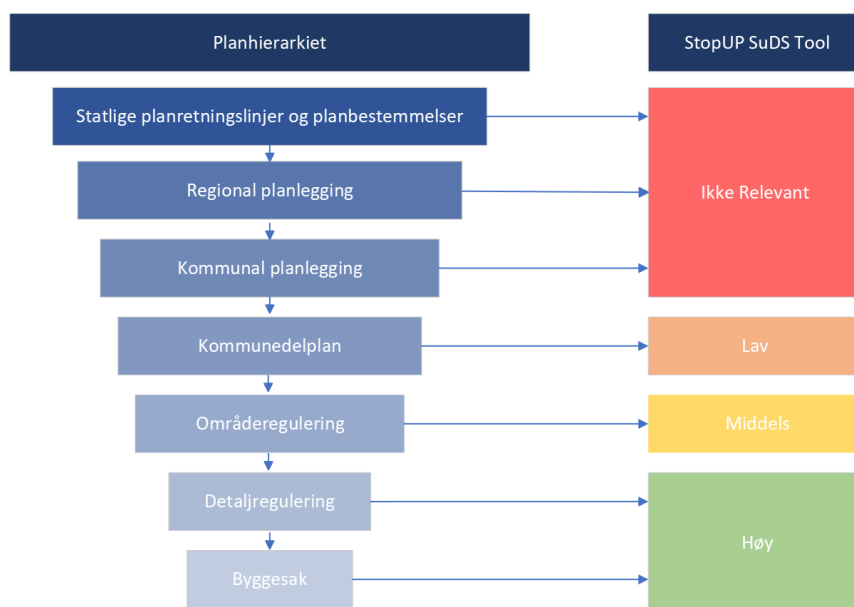 Planhierarkiet
StopUP SuDS Tool
Statlige planretningslinjer og planbestemmelser
Regional planlegging
Ikke Relevant
Kommunal planlegging
Kommunedelplan
Lav
Områderegulering
Middels
Detaljregulering
Høy
Byggesak